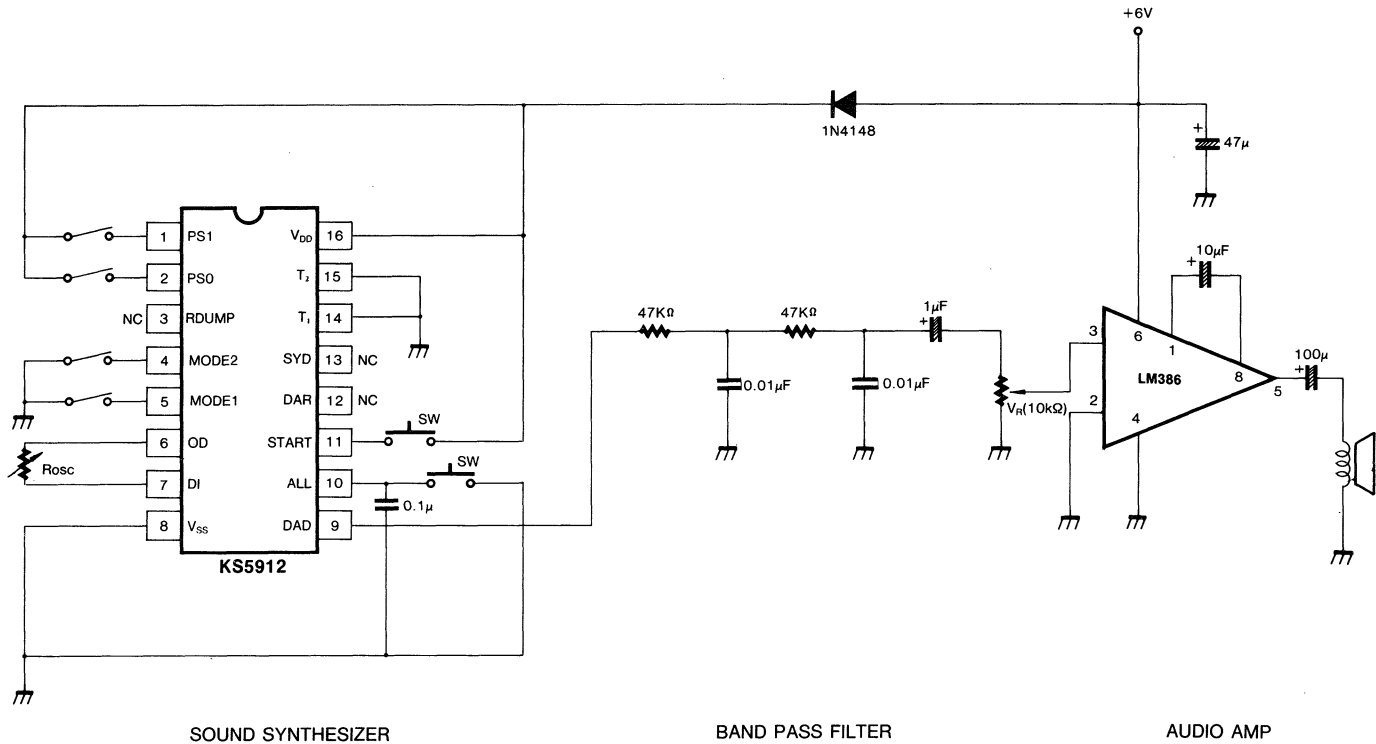 +6V
1N4148
+
47µ
1 PS1
2 PS0
NC 3 RDUMP
4 MODE2
5 MODE1
6 OD
Rosc
7 DI
8 VSS
VDD 16
T2 15
T1 14
SYD 13 NC
DAR 12 NC
START 11
SW
ALL 10
SW
0.1µ
DAD 9
KS5912
47KΩ
0.01µF
47KΩ
0.01µF
1µF
+
VR(10kΩ)
10µF
+
3
2
6
1
LM386
8
4
5
100µ
+
SOUND SYNTHESIZER
BAND PASS FILTER
AUDIO AMP